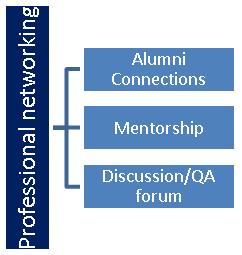 Professional networking
Alumni
Connections
Mentorship
Discussion/QA
forum